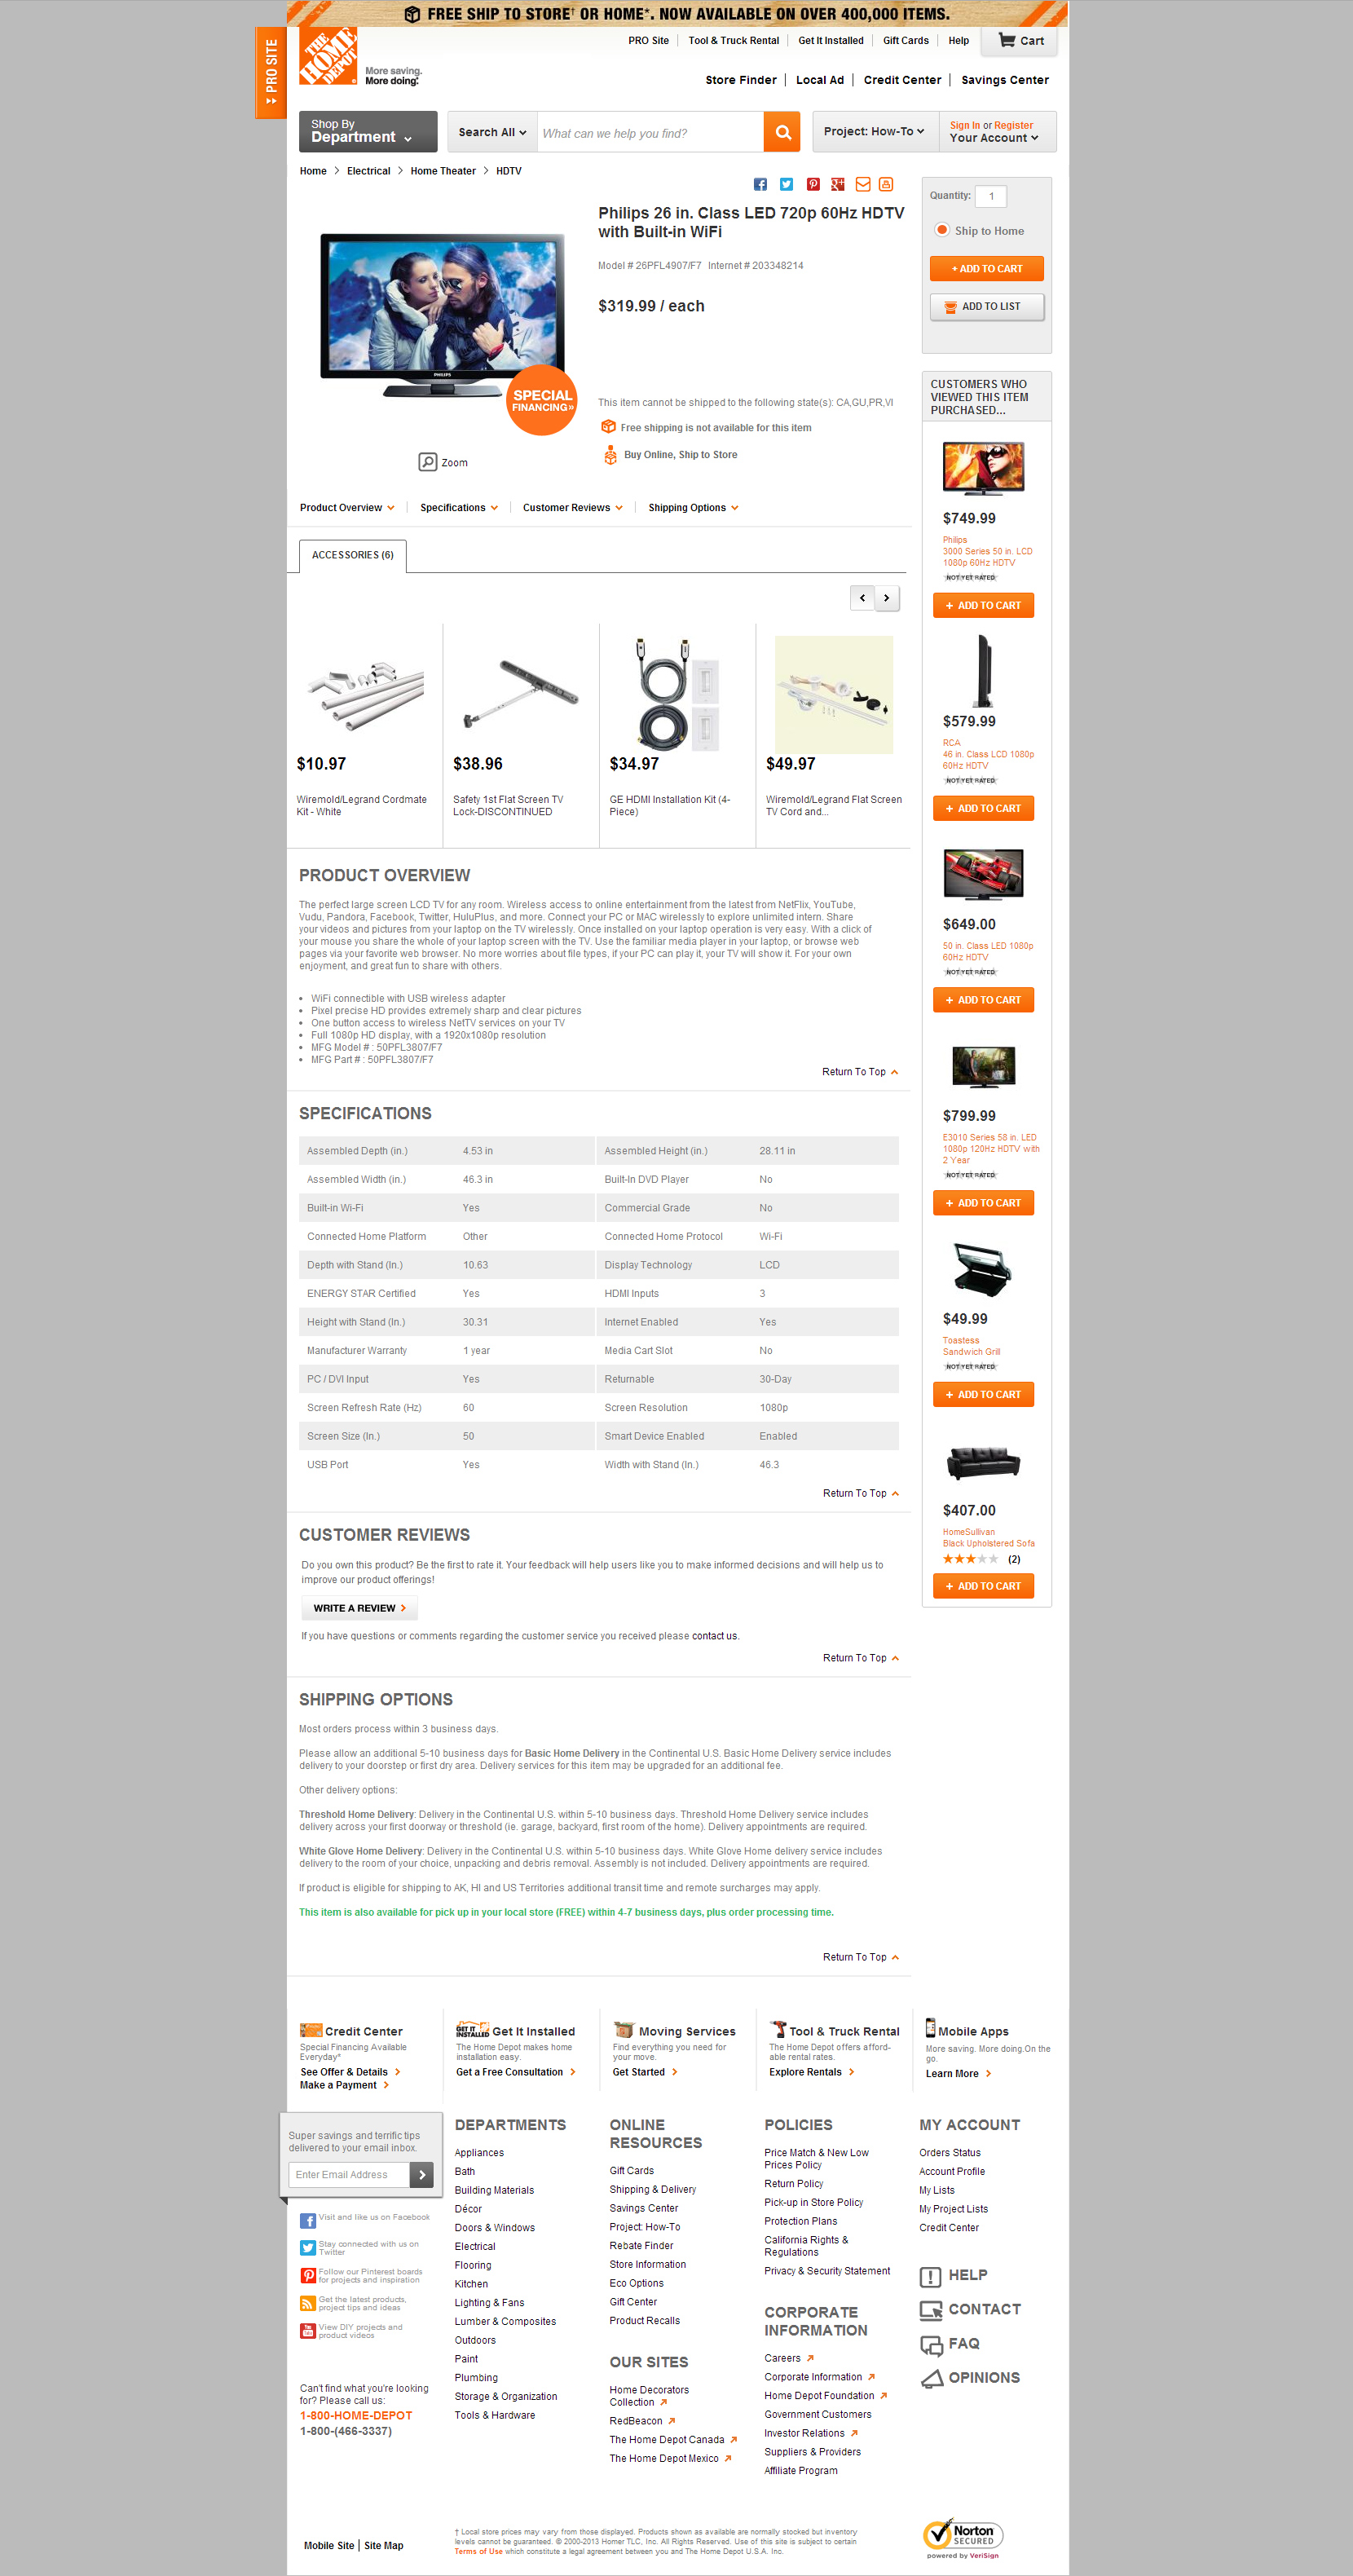 FREE SHIP TO STORE† OR HOME*. NOW AVAILABLE ON OVER 400,000 ITEMS.
PRO SITE
THE HOME DEPOT
More saving.
More doing.
PRO Site
Tool & Truck Rental
Get It Installed
Gift Cards
Help
Cart
Store Finder
Local Ad
Credit Center
Savings Center
Shop By
Department
Search All
What can we help you find?
Project: How-To
Sign In or Register
Your Account
Home > Electrical > Home Theater > HDTV
Philips 26 in. Class LED 720p 60Hz HDTV
with Built-in WiFi
Model # 26PFL4907/F7 Internet # 203348214
$319.99 / each
PHILIPS
SPECIAL
FINANCING»
Zoom
This item cannot be shipped to the following state(s): CA,GU,PR,VI
Free shipping is not available for this item
Buy Online, Ship to Store
Quantity: 1
Ship to Home
+ ADD TO CART
ADD TO LIST
Product Overview
Specifications
Customer Reviews
Shipping Options
ACCESSORIES (6)
$10.97
Wiremold/Legrand Cordmate
Kit - White
$38.96
Safety 1st Flat Screen TV
Lock-DISCONTINUED
$34.97
GE HDMI Installation Kit (4-
Piece)
$49.97
Wiremold/Legrand Flat Screen
TV Cord and...
CUSTOMERS WHO
VIEWED THIS ITEM
PURCHASED...
$749.99
Philips
3000 Series 50 in. LCD
1080p 60Hz HDTV
NOT YET RATED
+ ADD TO CART
$579.99
RCA
46 in. Class LCD 1080p
60Hz HDTV
NOT YET RATED
+ ADD TO CART
$649.00
50 in. Class LED 1080p
60Hz HDTV
NOT YET RATED
+ ADD TO CART
$799.99
E3010 Series 58 in. LED
1080p 120Hz HDTV with
2 Year
NOT YET RATED
+ ADD TO CART
$49.99
Toastess
Sandwich Grill
NOT YET RATED
+ ADD TO CART
$407.00
HomeSullivan
Black Upholstered Sofa
(2)
+ ADD TO CART
PRODUCT OVERVIEW
The perfect large screen LCD TV for any room. Wireless access to online entertainment from the latest from NetFlix, YouTube,
Vudu, Pandora, Facebook, Twitter, HuluPlus, and more. Connect your PC or MAC wirelessly to explore unlimited intern. Share
your videos and pictures from your laptop on the TV wirelessly. Once installed on your laptop operation is very easy. With a click of
your mouse you share the whole of your laptop screen with the TV. Use the familiar media player in your laptop, or browse web
pages via your favorite web browser. No more worries about file types, if your PC can play it, your TV will show it. For your own
enjoyment, and great fun to share with others.
• WiFi connectible with USB wireless adapter
• Pixel precise HD provides extremely sharp and clear pictures
• One button access to wireless NetTV services on your TV
• Full 1080p HD display, with a 1920x1080p resolution
• MFG Model # : 50PFL3807/F7
• MFG Part # : 50PFL3807/F7
Return To Top
SPECIFICATIONS
Assembled Depth (in.) 4.53 in Assembled Height (in.) 28.11 in
Assembled Width (in.) 46.3 in Built-In DVD Player No
Built-in Wi-Fi Yes Commercial Grade No
Connected Home Platform Other Connected Home Protocol Wi-Fi
Depth with Stand (In.) 10.63 Display Technology LCD
ENERGY STAR Certified Yes HDMI Inputs 3
Height with Stand (In.) 30.31 Internet Enabled Yes
Manufacturer Warranty 1 year Media Cart Slot No
PC / DVI Input Yes Returnable 30-Day
Screen Refresh Rate (Hz) 60 Screen Resolution 1080p
Screen Size (In.) 50 Smart Device Enabled Enabled
USB Port Yes Width with Stand (In.) 46.3
Return To Top
CUSTOMER REVIEWS
Do you own this product? Be the first to rate it. Your feedback will help users like you to make informed decisions and will help us to
improve our product offerings!
WRITE A REVIEW
If you have questions or comments regarding the customer service you received please contact us.
Return To Top
SHIPPING OPTIONS
Most orders process within 3 business days.
Please allow an additional 5-10 business days for Basic Home Delivery in the Continental U.S. Basic Home Delivery service includes
delivery to your doorstep or first dry area. Delivery services for this item may be upgraded for an additional fee.
Other delivery options:
Threshold Home Delivery: Delivery in the Continental U.S. within 5-10 business days. Threshold Home Delivery service includes
delivery across your first doorway or threshold (ie. garage, backyard, first room of the home). Delivery appointments are required.
White Glove Home Delivery: Delivery in the Continental U.S. within 5-10 business days. White Glove Home delivery service includes
delivery to the room of your choice, unpacking and debris removal. Assembly is not included. Delivery appointments are required.
If product is eligible for shipping to AK, HI and US Territories additional transit time and remote surcharges may apply.
This item is also available for pick up in your local store (FREE) within 4-7 business days, plus order processing time.
Return To Top
Credit Center
Special Financing Available
Everyday*
See Offer & Details
Make a Payment
GET IT INSTALLED
Get It Installed
The Home Depot makes home
installation easy.
Get a Free Consultation
Moving Services
Find everything you need for
your move.
Get Started
Tool & Truck Rental
The Home Depot offers afford-
able rental rates.
Explore Rentals
Mobile Apps
More saving. More doing.On the
go.
Learn More
Super savings and terrific tips
delivered to your email inbox.
Enter Email Address
Visit and like us on Facebook
Stay connected with us on
Twitter
Follow our Pinterest boards
for projects and inspiration
Get the latest products,
project tips and ideas
View DIY projects and
product videos
Can't find what you're looking
for? Please call us:
1-800-HOME-DEPOT
1-800-(466-3337)
DEPARTMENTS
Appliances
Bath
Building Materials
Décor
Doors & Windows
Electrical
Flooring
Kitchen
Lighting & Fans
Lumber & Composites
Outdoors
Paint
Plumbing
Storage & Organization
Tools & Hardware
ONLINE
RESOURCES
Gift Cards
Shipping & Delivery
Savings Center
Project: How-To
Rebate Finder
Store Information
Eco Options
Gift Center
Product Recalls
OUR SITES
Home Decorators
Collection
RedBeacon
The Home Depot Canada
The Home Depot Mexico
POLICIES
Price Match & New Low
Prices Policy
Return Policy
Pick-up in Store Policy
Protection Plans
California Rights &
Regulations
Privacy & Security Statement
CORPORATE
INFORMATION
Careers
Corporate Information
Home Depot Foundation
Government Customers
Investor Relations
Suppliers & Providers
Affiliate Program
MY ACCOUNT
Orders Status
Account Profile
My Lists
My Project Lists
Credit Center
HELP
CONTACT
FAQ
OPINIONS
Mobile Site | Site Map
† Local store prices may vary from those displayed. Products shown as available are normally stocked but inventory
levels cannot be guaranteed. © 2000-2013 Homer TLC, Inc. All Rights Reserved. Use of this site is subject to certain
Terms of Use which constitute a legal agreement between you and The Home Depot U.S.A. Inc.
Norton
SECURED
powered by VeriSign